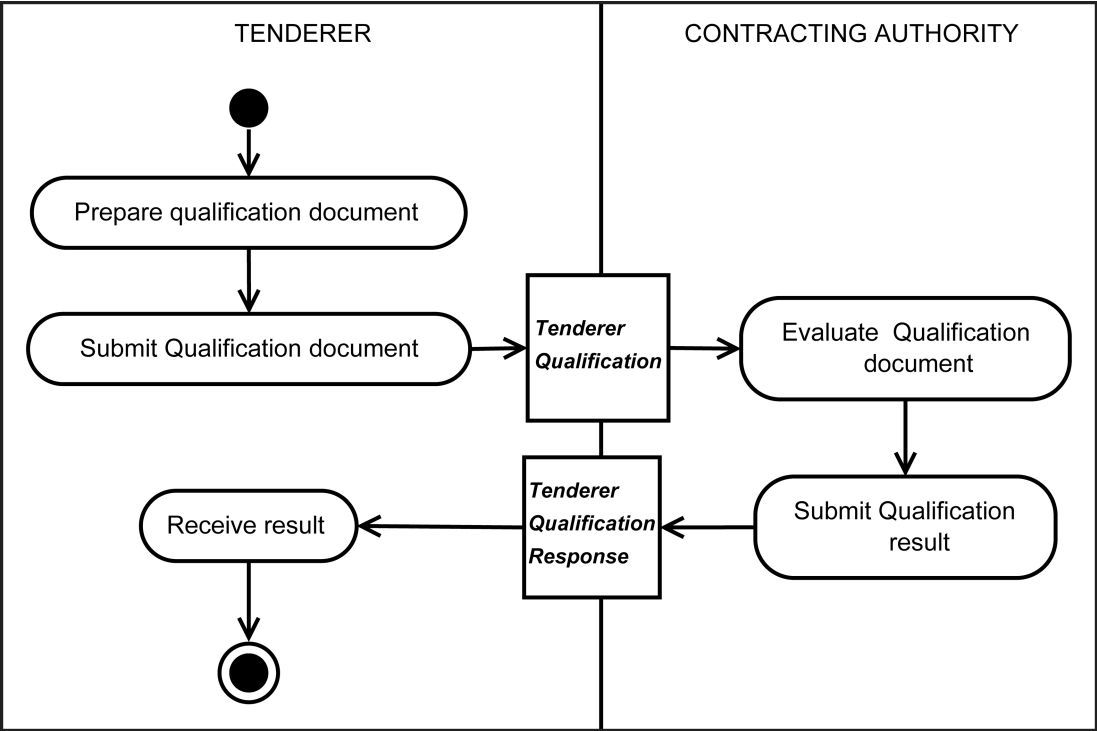 TENDERER
CONTRACTING AUTHORITY
Prepare qualification document
Submit Qualification document
Tenderer
Qualification
Evaluate  Qualification
document
Submit Qualification
result
Tenderer
Qualification
Response
Receive result